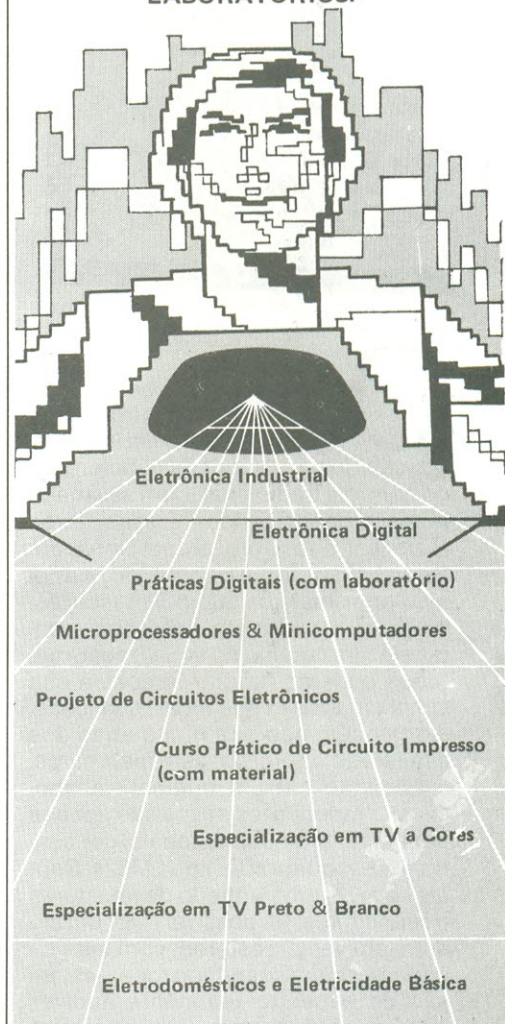 LABORATÓRIOS.
Eletrônica Industrial
Eletrônica Digital
Práticas Digitais (com laboratório)
Microprocessadores & Minicomputadores
Projeto de Circuitos Eletrônicos
Curso Prático de Circuito Impresso
(com material)
Especialização em TV a Cores
Especialização em TV Preto & Branco
Eletrodomésticos e Eletricidade Básica